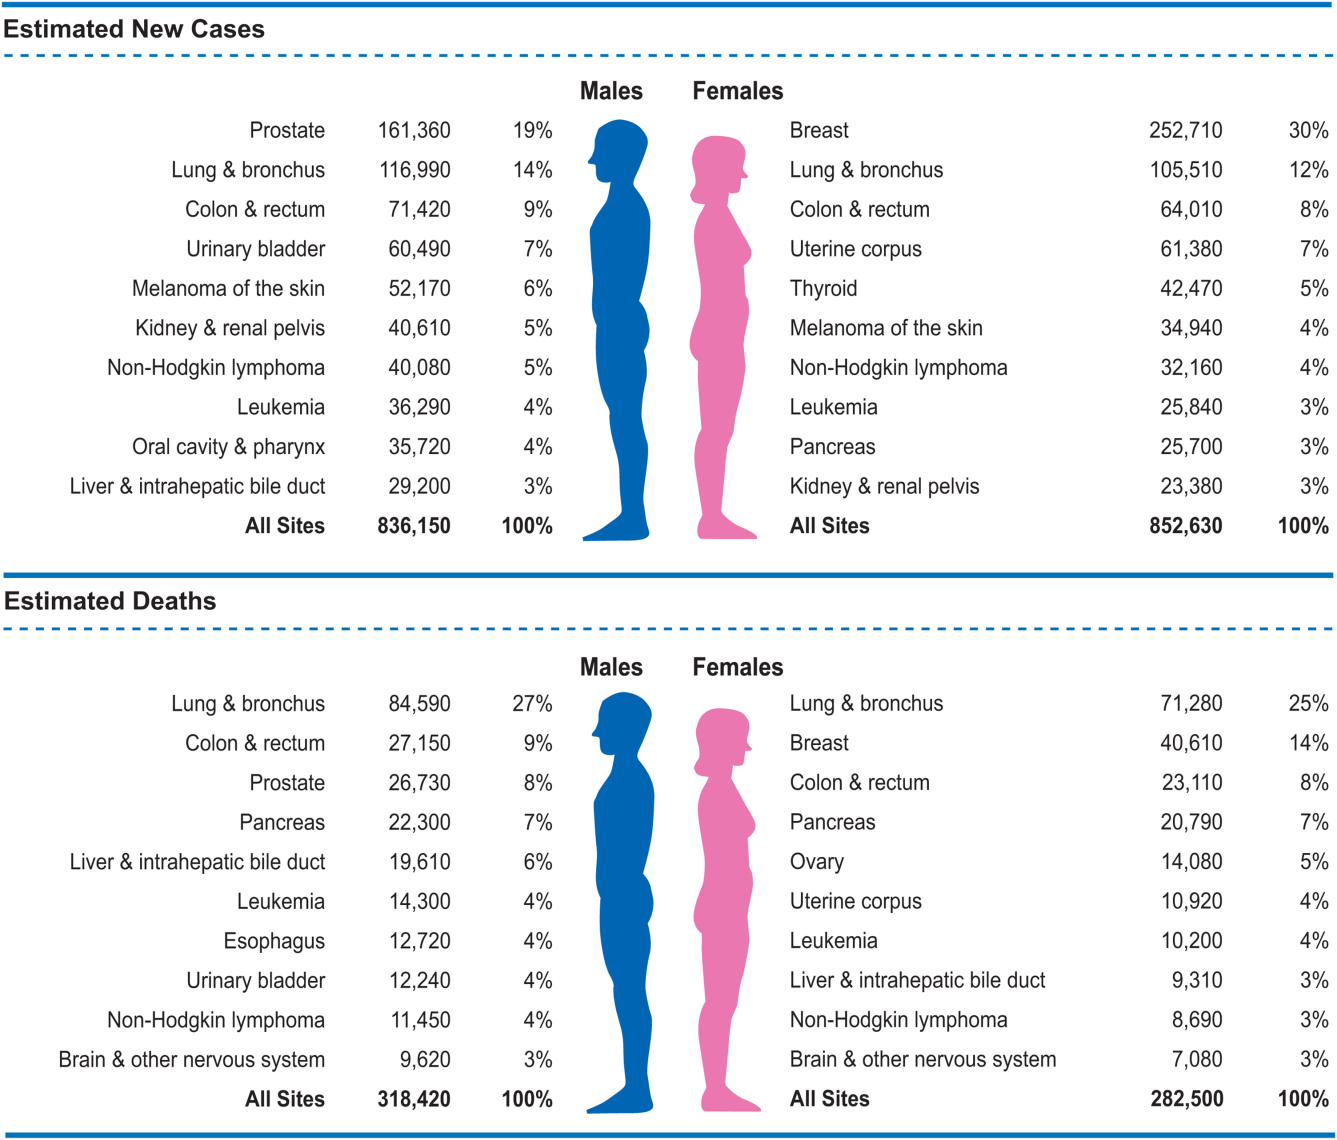 Estimated New Cases
Males Females
Prostate 161,360 19% Breast 252,710 30%
Lung & bronchus 116,990 14% Lung & bronchus 105,510 12%
Colon & rectum 71,420 9% Colon & rectum 64,010 8%
Urinary bladder 60,490 7% Uterine corpus 61,380 7%
Melanoma of the skin 52,170 6% Thyroid 42,470 5%
Kidney & renal pelvis 40,610 5% Melanoma of the skin 34,940 4%
Non-Hodgkin lymphoma 40,080 5% Non-Hodgkin lymphoma 32,160 4%
Leukemia 36,290 4% Leukemia 25,840 3%
Oral cavity & pharynx 35,720 4% Pancreas 25,700 3%
Liver & intrahepatic bile duct 29,200 3% Kidney & renal pelvis 23,380 3%
All Sites 836,150 100% All Sites 852,630 100%
Estimated Deaths
Males Females
Lung & bronchus 84,590 27% Lung & bronchus 71,280 25%
Colon & rectum 27,150 9% Breast 40,610 14%
Prostate 26,730 8% Colon & rectum 23,110 8%
Pancreas 22,300 7% Pancreas 20,790 7%
Liver & intrahepatic bile duct 19,610 6% Ovary 14,080 5%
Leukemia 14,300 4% Uterine corpus 10,920 4%
Esophagus 12,720 4% Leukemia 10,200 4%
Urinary bladder 12,240 4% Liver & intrahepatic bile duct 9,310 3%
Non-Hodgkin lymphoma 11,450 4% Non-Hodgkin lymphoma 8,690 3%
Brain & other nervous system 9,620 3% Brain & other nervous system 7,080 3%
All Sites 318,420 100% All Sites 282,500 100%